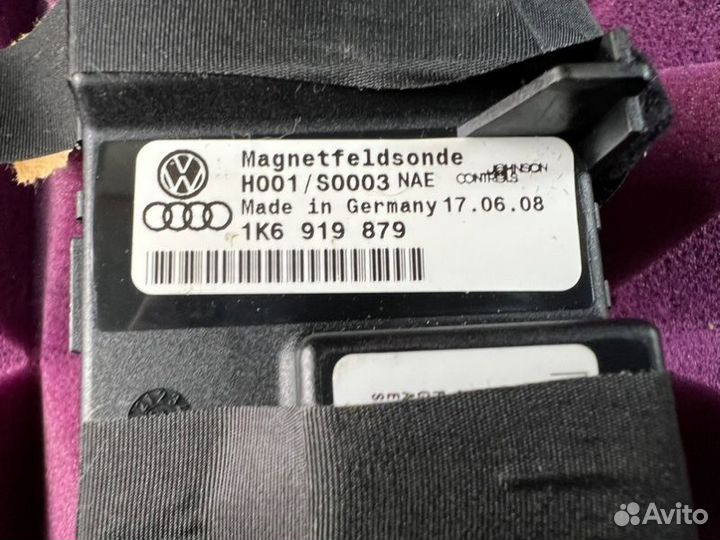 Magnetfeldsonde
H001/S0003 NAE
JOHNSON
CONTROLS
Made in Germany 17.06.08
1K6 919 879
Avito